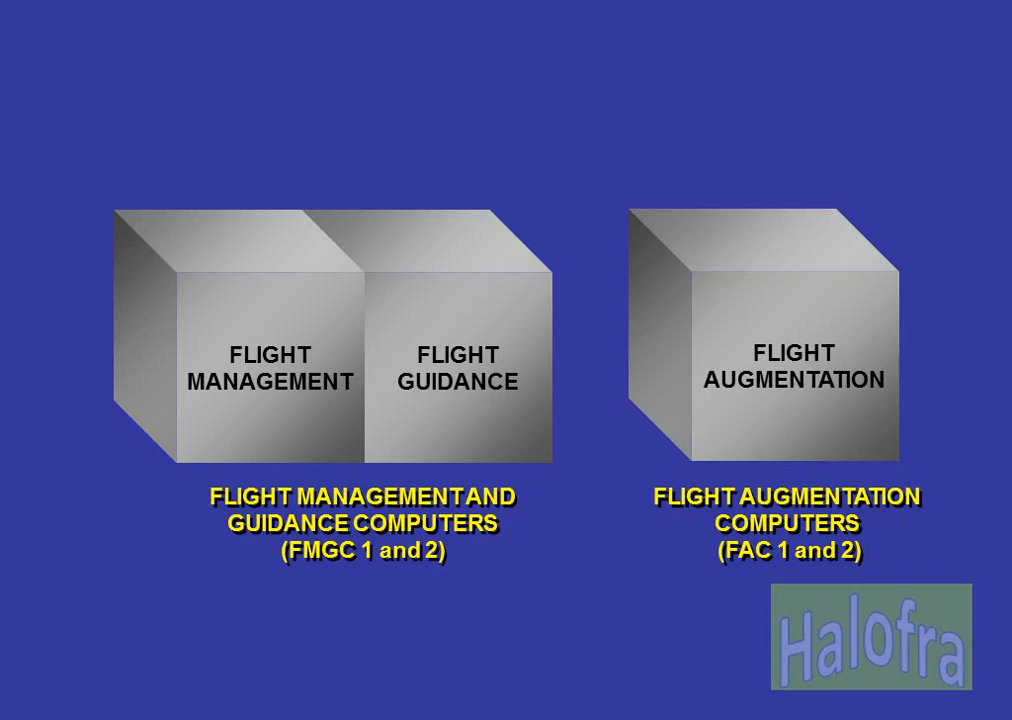 FLIGHT
MANAGEMENT
FLIGHT
GUIDANCE
FLIGHT
AUGMENTATION
FLIGHT MANAGEMENT AND
GUIDANCE COMPUTERS
(FMGC 1 and 2)
FLIGHT AUGMENTATION
COMPUTERS
(FAC 1 and 2)
Halofra